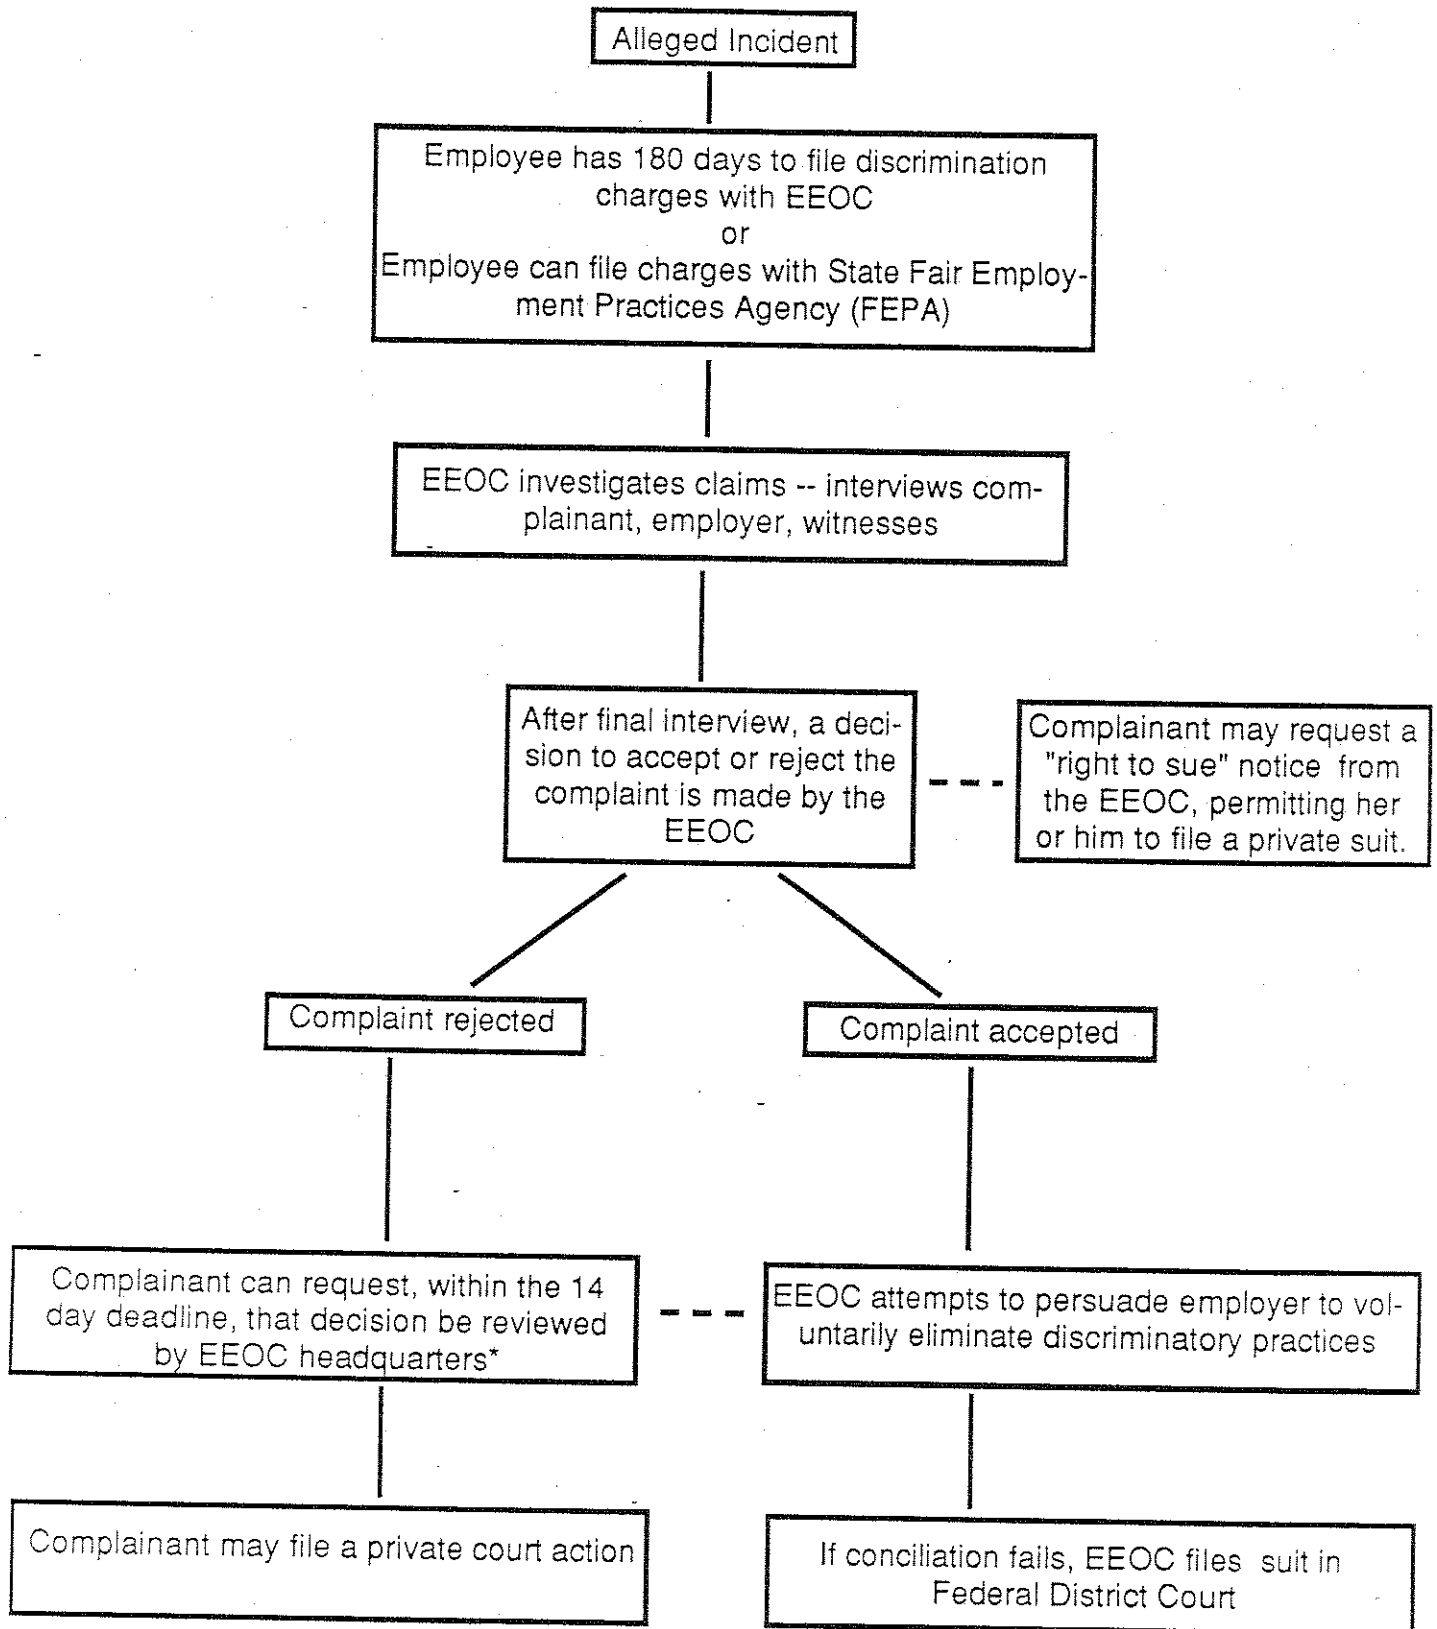 Alleged Incident
Employee has 180 days to file discrimination
charges with EEOC
or
Employee can file charges with State Fair Employ-
ment Practices Agency (FEPA)
EEOC investigates claims -- interviews com-
plainant, employer, witnesses
After final interview, a deci-
sion to accept or reject the
complaint is made by the
EEOC
Complainant may request a
"right to sue" notice from
the EEOC, permitting her
or him to file a private suit.
Complaint rejected
Complaint accepted
Complainant can request, within the 14
day deadline, that decision be reviewed
by EEOC headquarters*
EEOC attempts to persuade employer to vol-
untarily eliminate discriminatory practices
Complainant may file a private court action
If conciliation fails, EEOC files suit in
Federal District Court